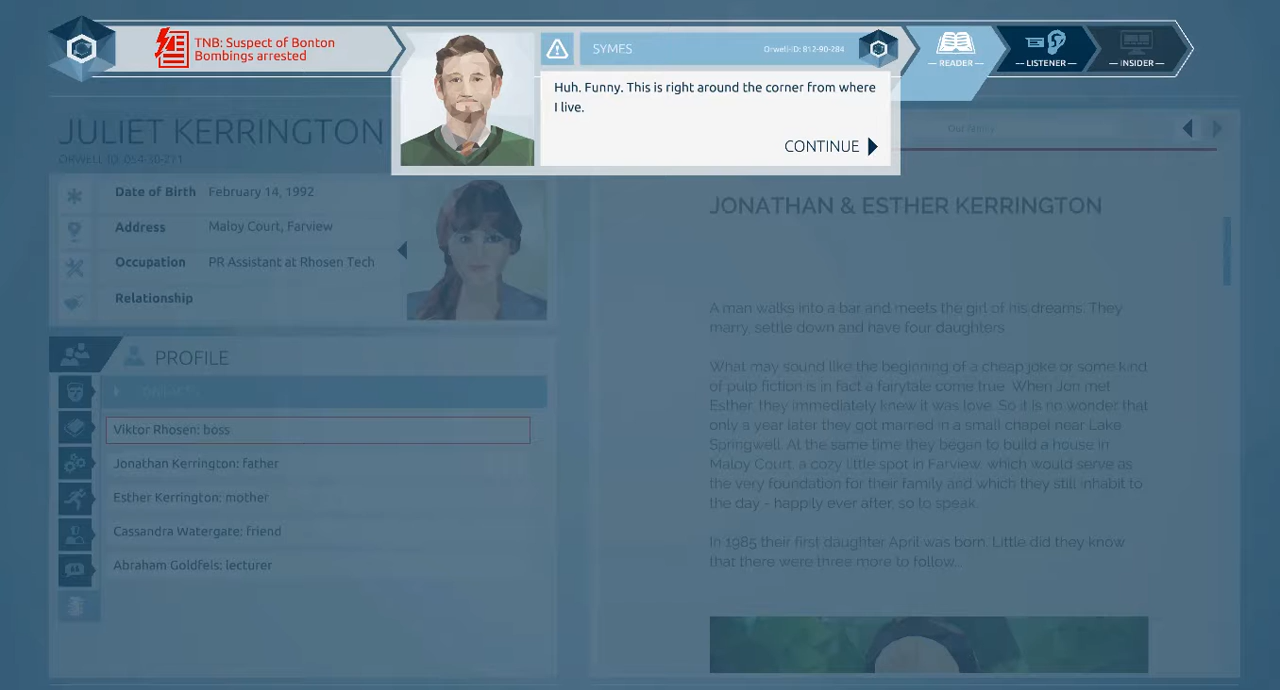 TNB: Suspect of Bonton
Bombings arrested
SYMES
Orwell-ID: 812-90-284
Huh. Funny. This is right around the corner from where
I live.
CONTINUE
— READER —
— LISTENER —
— INSIDER —
JULIET KERRINGTON
ORWELL ID: 054-30-211
Date of Birth February 14, 1992
Address Maloy Court, Farview
Occupation PR Assistant at Rhosen Tech
Relationship
PROFILE
Viktor Rhosen: boss
Jonathan Kerrington: father
Esther Kerrington: mother
Cassandra Watergate: friend
Abraham Goldfels: lecturer
JONATHAN & ESTHER KERRINGTON
A man walks into a bar and meets the girl of his dreams: They
marry, settle down and have four daughters.
What may sound like the beginning of a cheap joke or some kind
of pulp fiction is in fact a fairytale come true. When Jon met
Esther, they immediately knew it was love. So it is no wonder that
only a year later they got married in a small chapel near Lake
Springwell. At the same time they began to build a house in
Maloy Court, a cozy little spot in Farview, which would serve as
the very foundation for their family and which they still inhabit to
the day - happily ever after, so to speak.
In 1985 their first daughter April was born. Little did they know
that there were three more to follow...